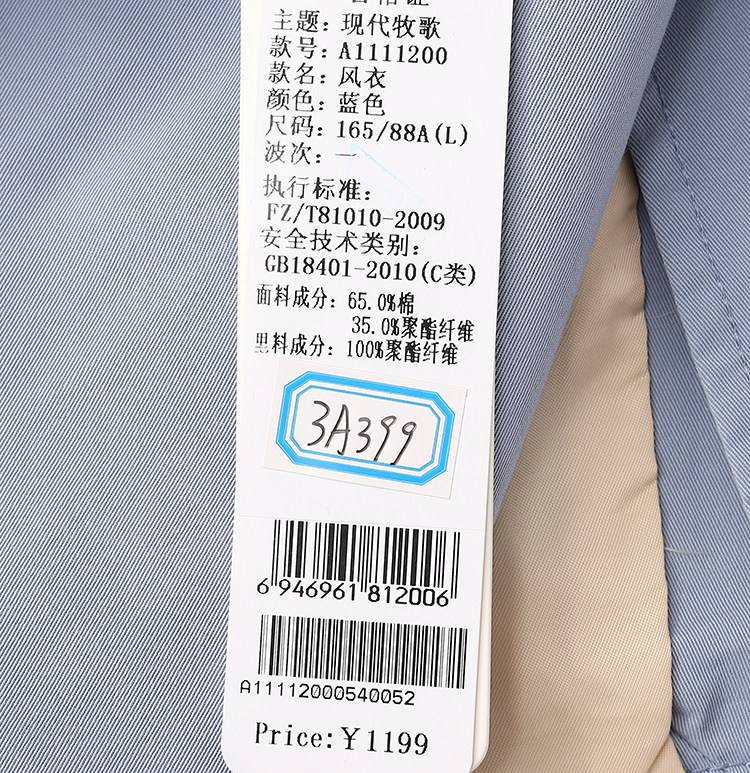 合格证
主题: 现代牧歌
款号: A1111200
款名: 风衣
颜色: 蓝色
尺码: 165/88A(L)
波次: 一
执行标准:
FZ/T81010-2009
安全技术类别:
GB18401-2010(C类)
面料成分: 65.0%棉
35.0%聚酯纤维
里料成分: 100%聚酯纤维
3A399
6 946961 812006
A11112000540052
Price:¥1199